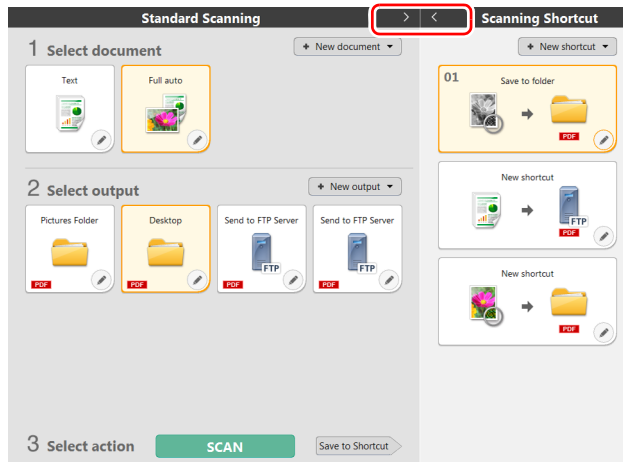 Standard Scanning
> <
Scanning Shortcut
1 Select document
+ New document
Text
Full auto
2 Select output
+ New output
Pictures Folder
Desktop
Send to FTP Server
Send to FTP Server
PDF
PDF
FTP
PDF
FTP
PDF
3 Select action
SCAN
Save to Shortcut
+ New shortcut
01
Save to folder
PDF
New shortcut
FTP
PDF
New shortcut
PDF